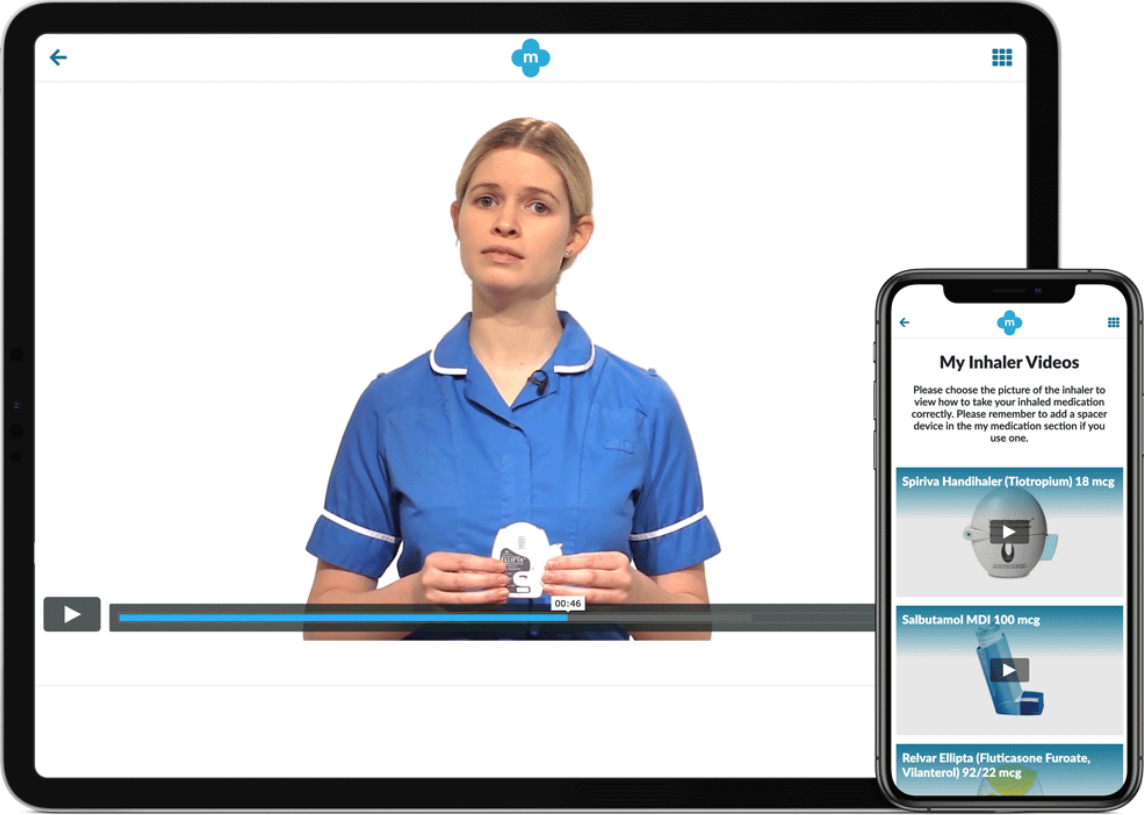 m
ELLIPTA
00:46
m
My Inhaler Videos
Please choose the picture of the inhaler to
view how to take your inhaled medication
correctly. Please remember to add a spacer
device in the my medication section if you
use one.
Spiriva Handihaler (Tiotropium) 18 mcg
Salbutamol MDI 100 mcg
Relvar Ellipta (Fluticasone Furoate,
Vilanterol) 92/22 mcg